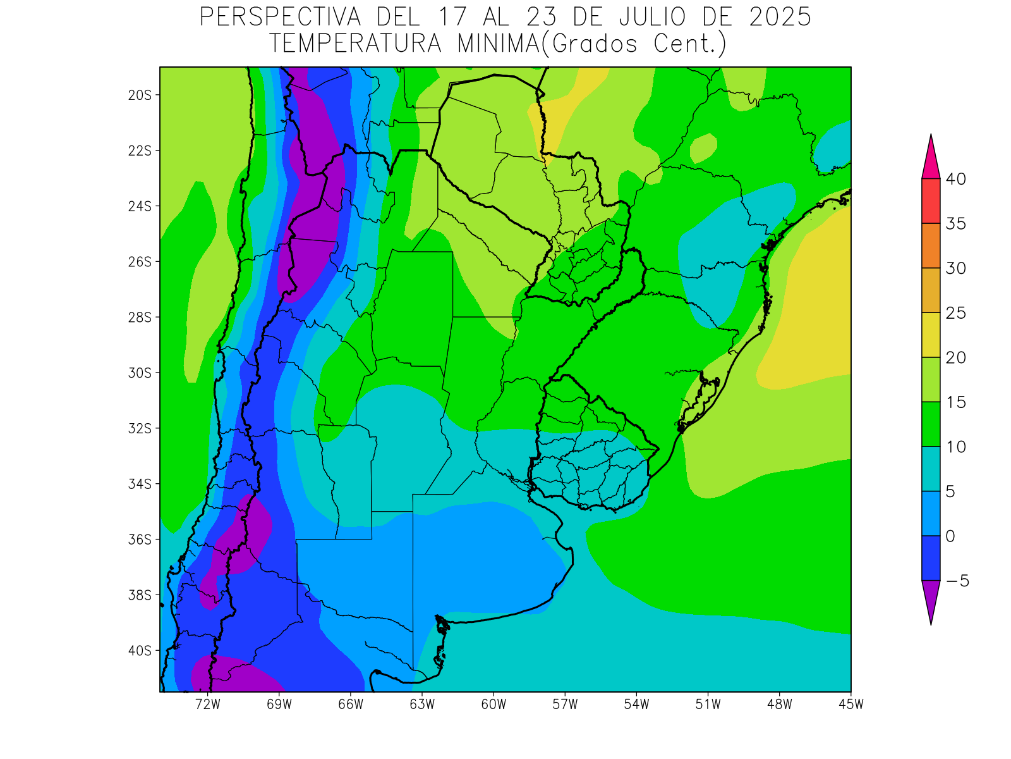 PERSPECTIVA DEL 17 AL 23 DE JULIO DE 2025
TEMPERATURA MINIMA(Grados Cent.)
20S
22S
24S
26S
28S
30S
32S
34S
36S
38S
40S
72W 69W 66W 63W 60W 57W 54W 51W 48W 45W
40
35
30
25
20
15
10
5
0
−5